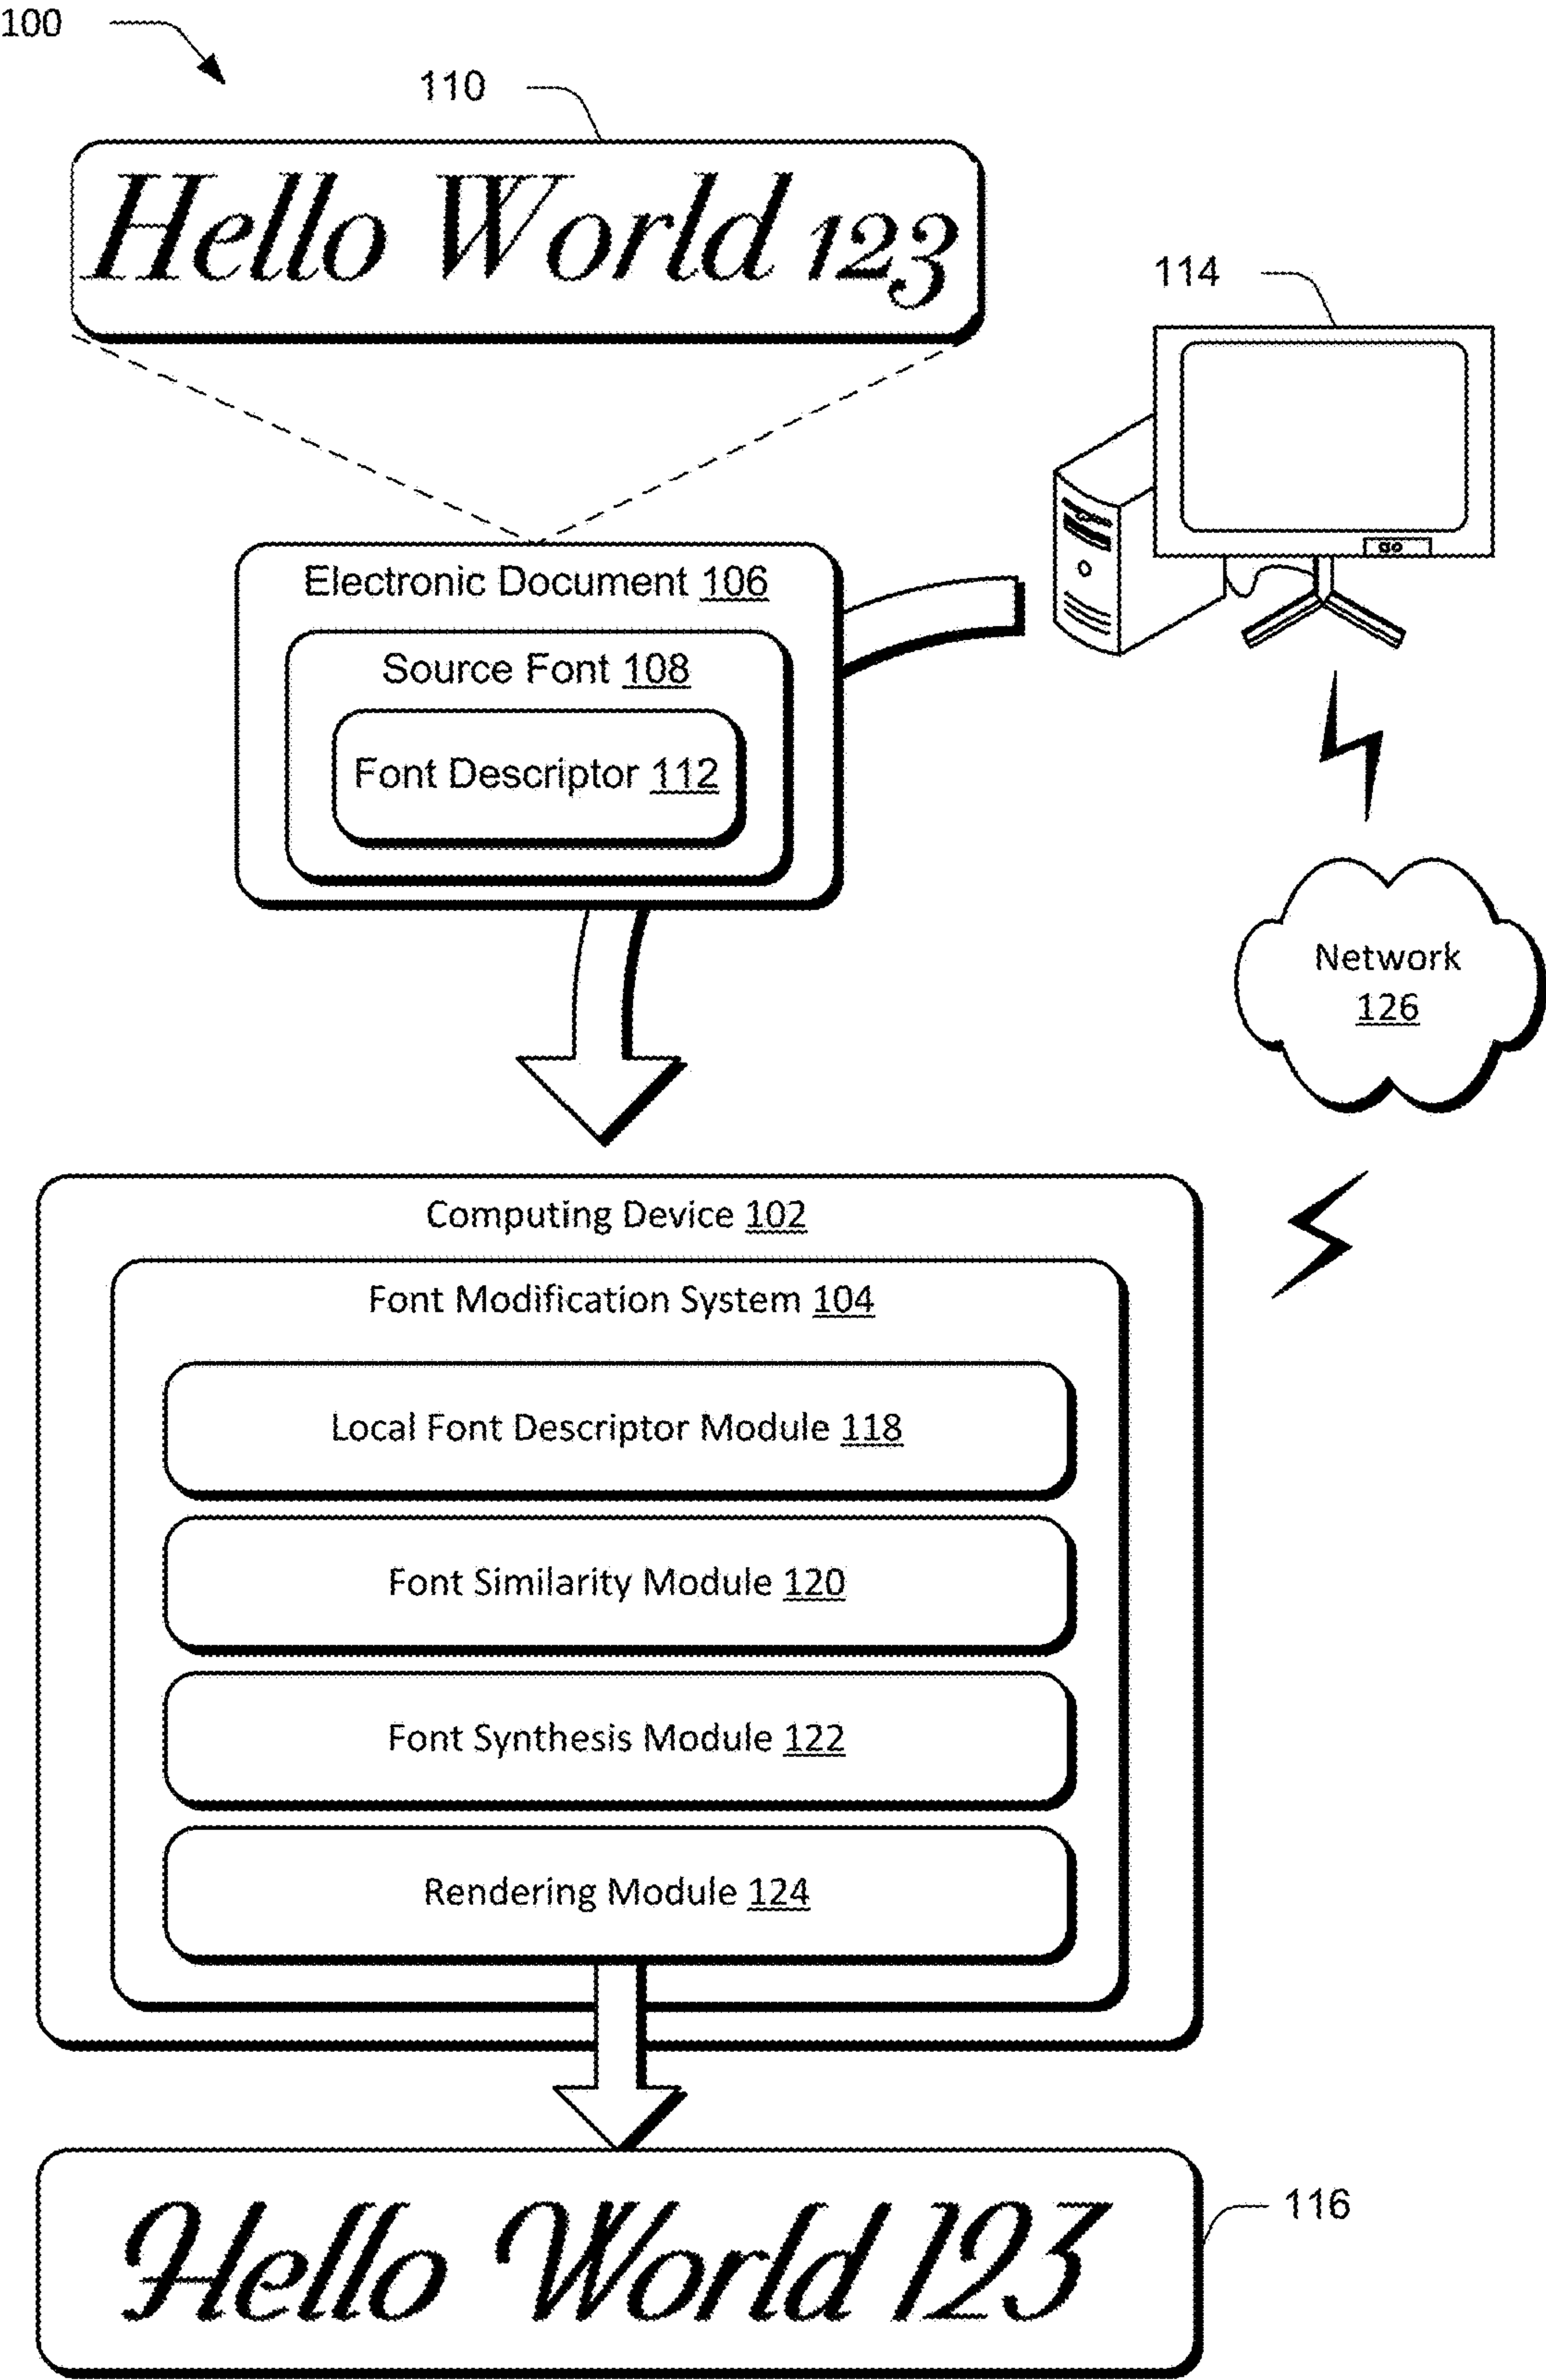 100
110
Hello World 123
114
Electronic Document 106
Source Font 108
Font Descriptor 112
Network
126
Computing Device 102
Font Modification System 104
Local Font Descriptor Module 118
Font Similarity Module 120
Font Synthesis Module 122
Rendering Module 124
Hello World 123
116